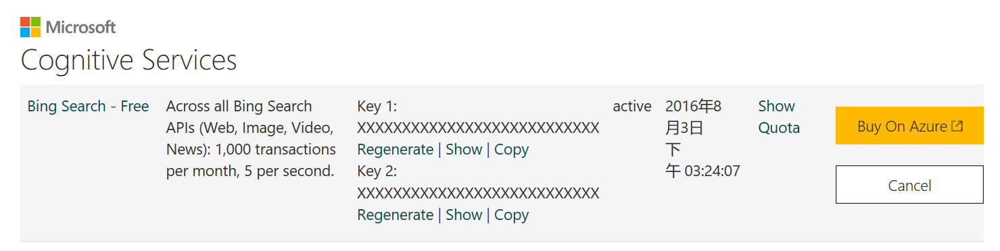 Microsoft
Cognitive Services
Bing Search - Free
Across all Bing Search
APIs (Web, Image, Video,
News): 1,000 transactions
per month, 5 per second.
Key 1:
XXXXXXXXXXXXXXXXXXXXXXXXXXX
Regenerate | Show | Copy
Key 2:
XXXXXXXXXXXXXXXXXXXXXXXXXXX
Regenerate | Show | Copy
active
2016年8
月3日
下
午 03:24:07
Show
Quota
Buy On Azure
Cancel